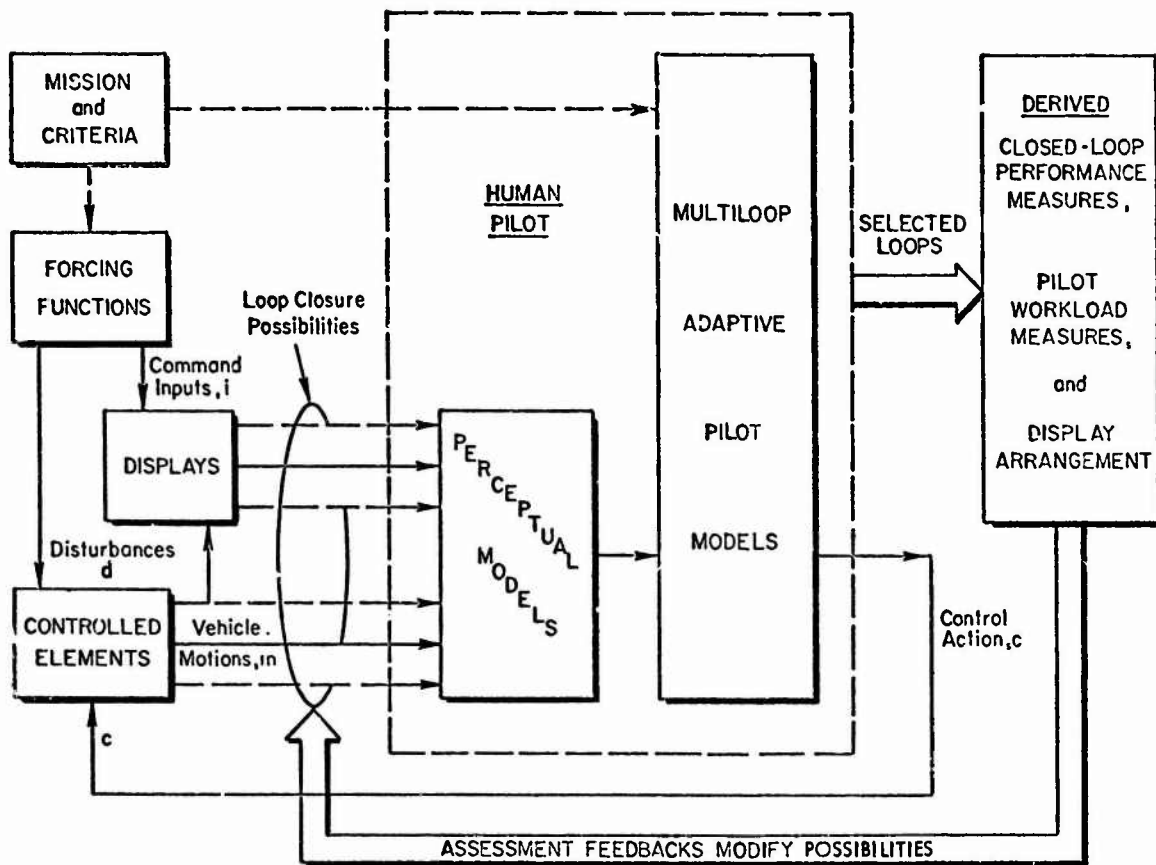 MISSION
and
CRITERIA
FORCING
FUNCTIONS
Command
Inputs, i
DISPLAYS
Disturbances
d
CONTROLLED
ELEMENTS
Vehicle.
Motions, m
c
Loop Closure
Possibilities
HUMAN
PILOT
PERCEPTUAL
MODELS
MULTILOOP
ADAPTIVE
PILOT
MODELS
SELECTED
LOOPS
Control
Action, c
DERIVED
CLOSED-LOOP
PERFORMANCE
MEASURES,
PILOT
WORKLOAD
MEASURES,
and
DISPLAY
ARRANGEMENT
ASSESSMENT FEEDBACKS MODIFY POSSIBILITIES